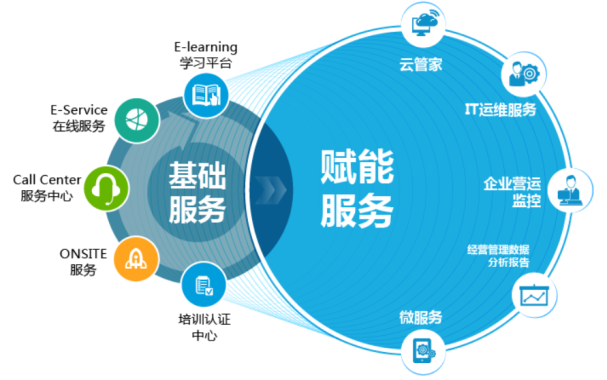 E-learning
学习平台
E-Service
在线服务
Call Center
服务中心
ONSITE
服务
培训认证
中心
基础
服务
赋能
服务
云管家
IT运维服务
企业营运
监控
经营管理数据
分析报告
微服务